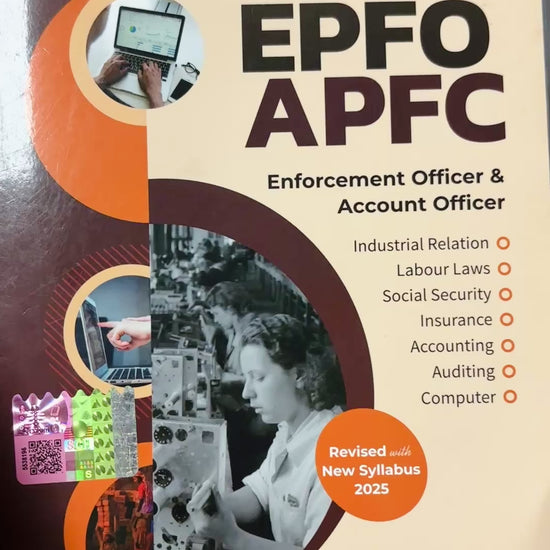 EPFO
APFC
Enforcement Officer &
Account Officer
Industrial Relation
Labour Laws
Social Security
Insurance
Accounting
Auditing
Computer
Revised with
New Syllabus
2025
5538196